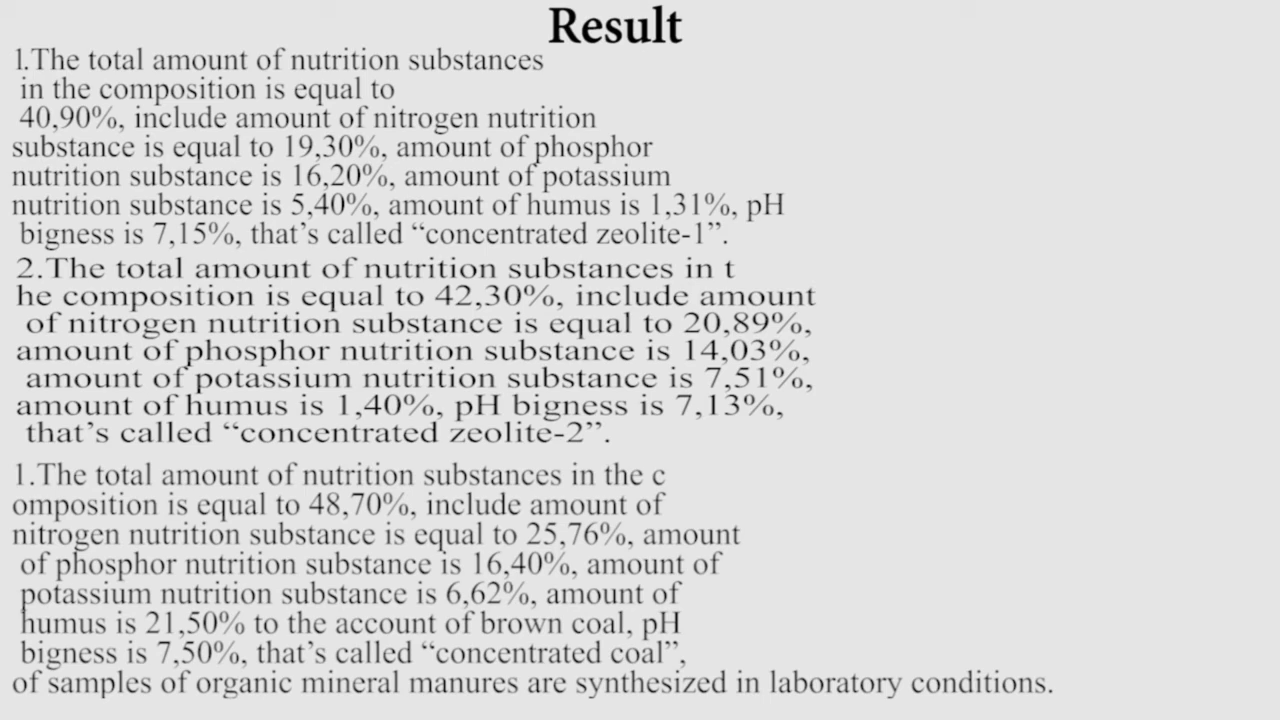 Result
1.The total amount of nutrition substances
in the composition is equal to
40,90%, include amount of nitrogen nutrition
substance is equal to 19,30%, amount of phosphor
nutrition substance is 16,20%, amount of potassium
nutrition substance is 5,40%, amount of humus is 1,31%, pH
bigness is 7,15%, that’s called “concentrated zeolite-1”.
2.The total amount of nutrition substances in t
he composition is equal to 42,30%, include amount
of nitrogen nutrition substance is equal to 20,89%,
amount of phosphor nutrition substance is 14,03%,
amount of potassium nutrition substance is 7,51%,
amount of humus is 1,40%, pH bigness is 7,13%,
that’s called “concentrated zeolite-2”.
1.The total amount of nutrition substances in the c
omposition is equal to 48,70%, include amount of
nitrogen nutrition substance is equal to 25,76%, amount
of phosphor nutrition substance is 16,40%, amount of
potassium nutrition substance is 6,62%, amount of
humus is 21,50% to the account of brown coal, pH
bigness is 7,50%, that’s called “concentrated coal”,
of samples of organic mineral manures are synthesized in laboratory conditions.